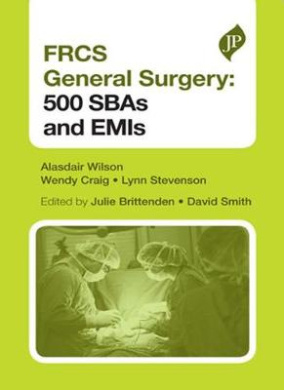 JP
FRCS
General Surgery:
500 SBAs
and EMIs
Alasdair Wilson
Wendy Craig • Lynn Stevenson
Edited by Julie Brittenden • David Smith